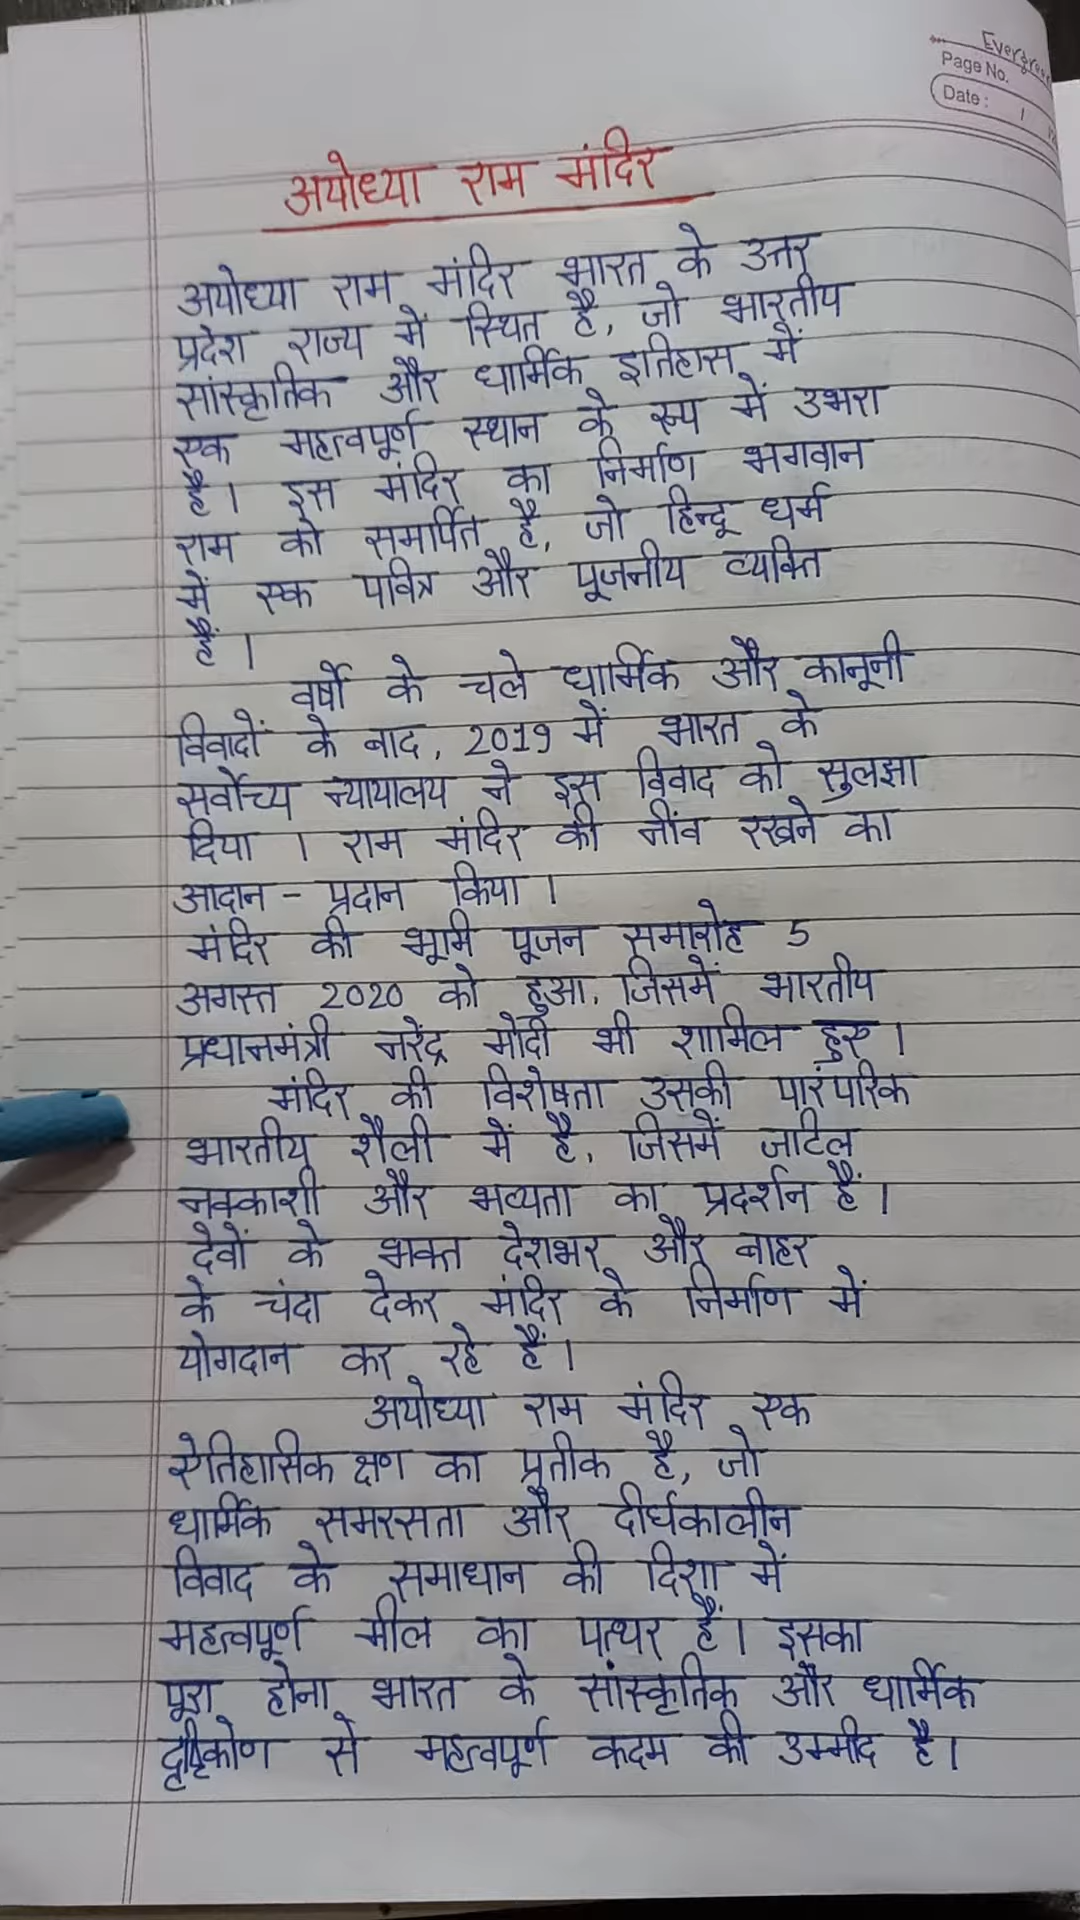 Evergreen
Page No.
Date : /
अयोध्या राम मंदिर
अयोध्या राम मंदिर भारत के उत्तर
प्रदेश राज्य में स्थित है, जो भारतीय
सांस्कृतिक और धार्मिक इतिहास में
एक महत्वपूर्ण स्थान के रूप में उभरा
है। इस मंदिर का निर्माण भगवान
राम को समर्पित है, जो हिन्दू धर्म
में एक पवित्र और पूजनीय व्यक्ति
हैं।
वर्षो के चले धार्मिक और कानूनी
विवादों के बाद, 2019 में भारत के
सर्वोच्य न्यायालय ने इस विवाद को सुलझा
दिया । राम मंदिर की नींव रखने का
आदान - प्रदान किया ।
मंदिर की भूमि पूजन समारोह 5
अगस्त 2020 को हुआ, जिसमें भारतीय
प्रधानमंत्री नरेंद्र मोदी भी शामिल हुए ।
मंदिर की विशेषता उसकी पारंपरिक
भारतीय शैली में है, जिसमें जटिल
नक्काशी और भव्यता का प्रदर्शन हैं ।
देवों के भक्त देशभर और बाहर
के चंदा देकर मंदिर के निर्माण में
योगदान कर रहे हैं ।
अयोध्या राम मंदिर एक
ऐतिहासिक क्षण का प्रतीक है, जो
धार्मिक समरसता और दीर्घकालीन
विवाद के समाधान की दिशा में
महत्वपूर्ण मील का पत्थर हैं । इसका
पूरा होना भारत के सांस्कृतिक और धार्मिक
दृष्टिकोण से महत्वपूर्ण कदम की उम्मीद है ।